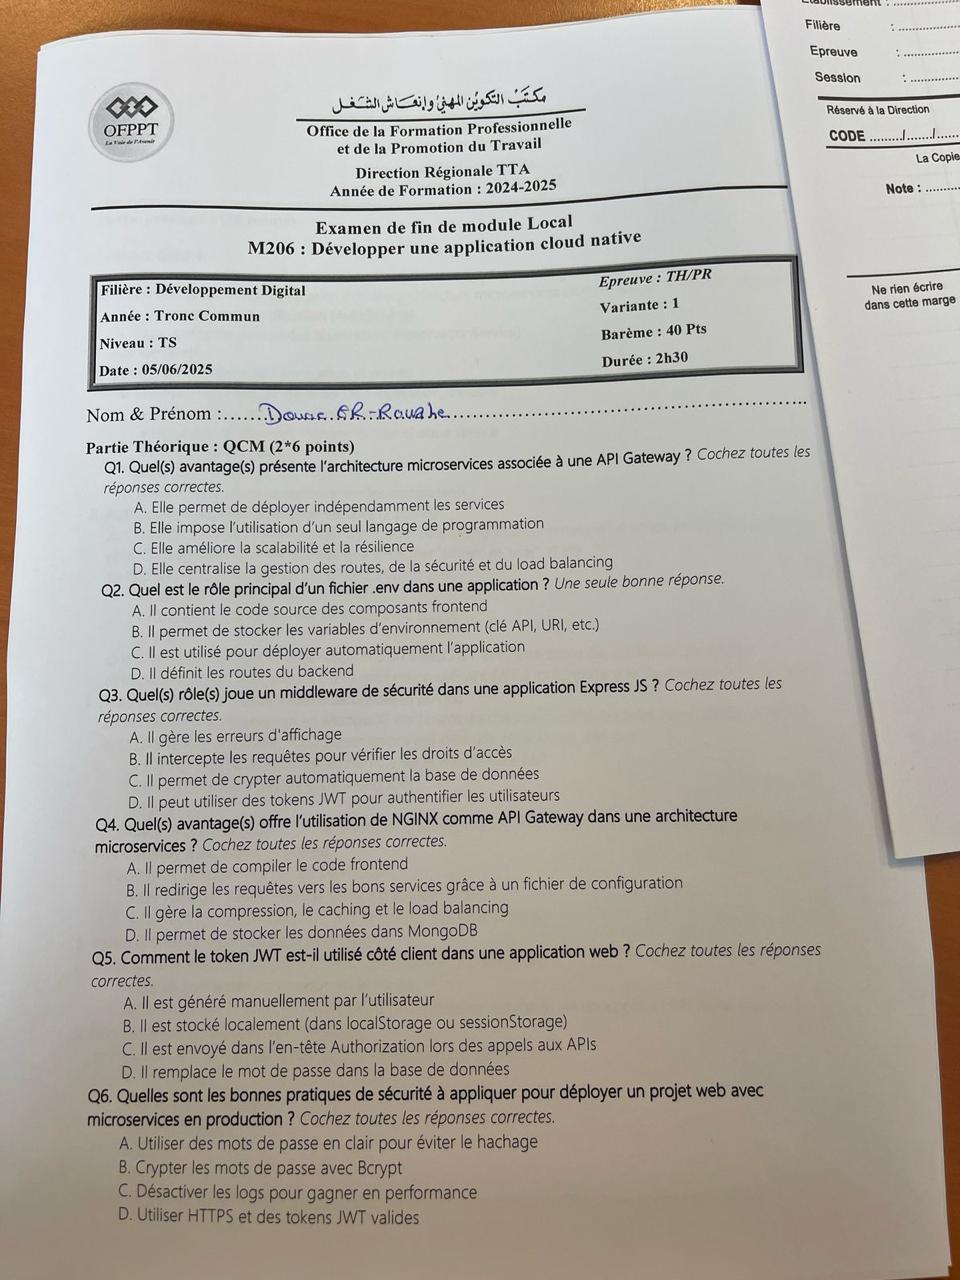 Etablissement :
Filière : ..............
Epreuve : ..............
Session : ..............
Réservé à la Direction
CODE ........./......./......
La Copie
Note : .........
Ne rien écrire
dans cette marge
OFPPT
La Voie de l'Avenir
مكتب التكوين المهني وإنعاش الشغل
Office de la Formation Professionnelle
et de la Promotion du Travail
Direction Régionale TTA
Année de Formation : 2024-2025
Examen de fin de module Local
M206 : Développer une application cloud native
Filière : Développement Digital
Epreuve : TH/PR
Année : Tronc Commun
Variante : 1
Niveau : TS
Barème : 40 Pts
Date : 05/06/2025
Durée : 2h30
Nom & Prénom :
Partie Théorique : QCM (2*6 points)
Q1. Quel(s) avantage(s) présente l'architecture microservices associée à une API Gateway ? Cochez toutes les
réponses correctes.
A. Elle permet de déployer indépendamment les services
B. Elle impose l'utilisation d'un seul langage de programmation
C. Elle améliore la scalabilité et la résilience
D. Elle centralise la gestion des routes, de la sécurité et du load balancing
Q2. Quel est le rôle principal d'un fichier .env dans une application ? Une seule bonne réponse.
A. Il contient le code source des composants frontend
B. Il permet de stocker les variables d'environnement (clé API, URI, etc.)
C. Il est utilisé pour déployer automatiquement l'application
D. Il définit les routes du backend
Q3. Quel(s) rôle(s) joue un middleware de sécurité dans une application Express JS ? Cochez toutes les
réponses correctes.
A. Il gère les erreurs d'affichage
B. Il intercepte les requêtes pour vérifier les droits d'accès
C. Il permet de crypter automatiquement la base de données
D. Il peut utiliser des tokens JWT pour authentifier les utilisateurs
Q4. Quel(s) avantage(s) offre l'utilisation de NGINX comme API Gateway dans une architecture
microservices ? Cochez toutes les réponses correctes.
A. Il permet de compiler le code frontend
B. Il redirige les requêtes vers les bons services grâce à un fichier de configuration
C. Il gère la compression, le caching et le load balancing
D. Il permet de stocker les données dans MongoDB
Q5. Comment le token JWT est-il utilisé côté client dans une application web ? Cochez toutes les réponses
correctes.
A. Il est généré manuellement par l'utilisateur
B. Il est stocké localement (dans localStorage ou sessionStorage)
C. Il est envoyé dans l'en-tête Authorization lors des appels aux APIs
D. Il remplace le mot de passe dans la base de données
Q6. Quelles sont les bonnes pratiques de sécurité à appliquer pour déployer un projet web avec
microservices en production ? Cochez toutes les réponses correctes.
A. Utiliser des mots de passe en clair pour éviter le hachage
B. Crypter les mots de passe avec Bcrypt
C. Désactiver les logs pour gagner en performance
D. Utiliser HTTPS et des tokens JWT valides